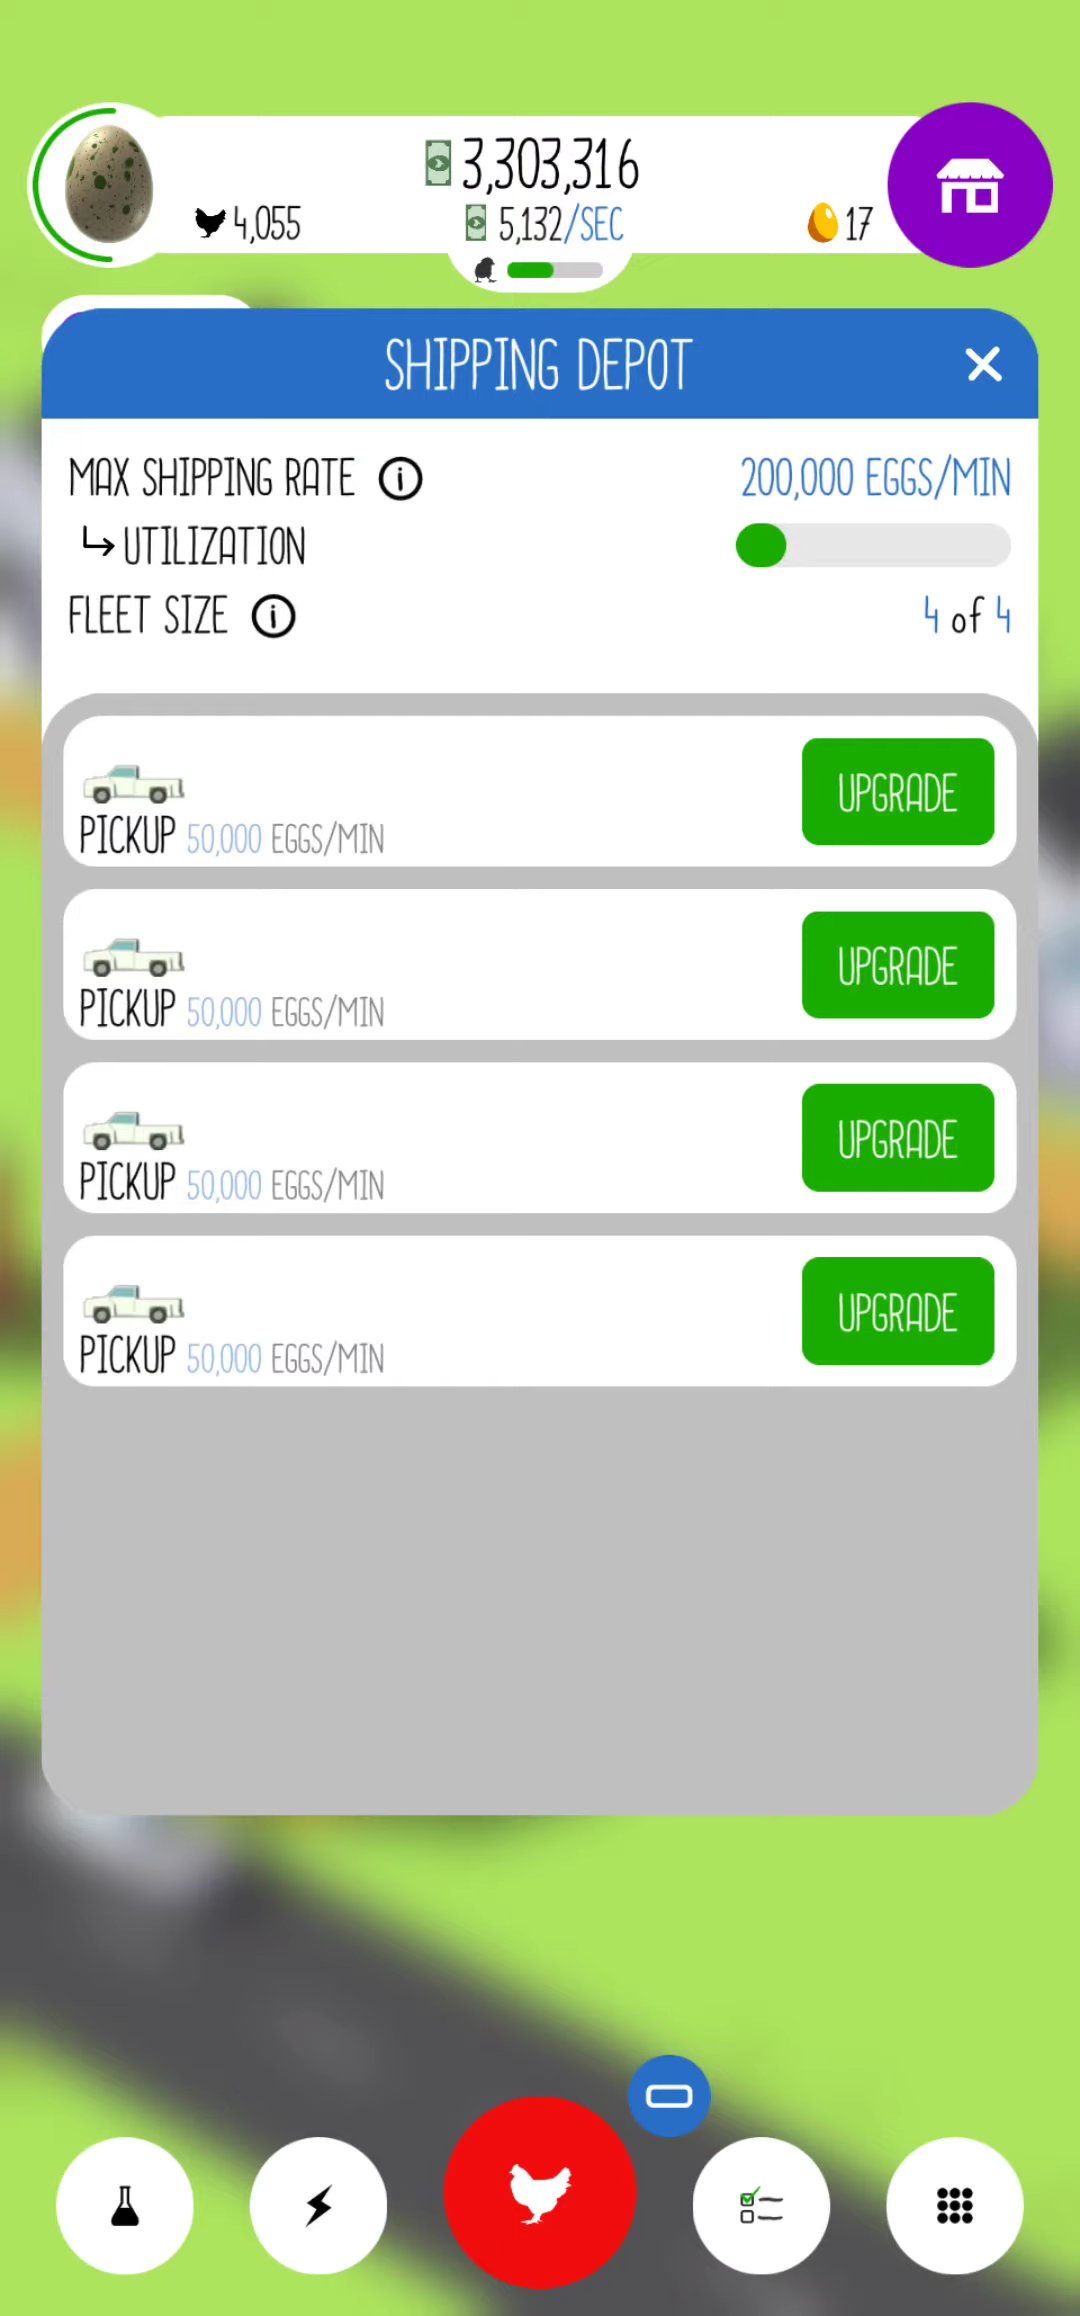 3,303,316
4,055
5,132/SEC
17
SHIPPING DEPOT
MAX SHIPPING RATE
200,000 EGGS/MIN
UTILIZATION
FLEET SIZE
4 of 4
PICKUP 50,000 EGGS/MIN
UPGRADE
PICKUP 50,000 EGGS/MIN
UPGRADE
PICKUP 50,000 EGGS/MIN
UPGRADE
PICKUP 50,000 EGGS/MIN
UPGRADE